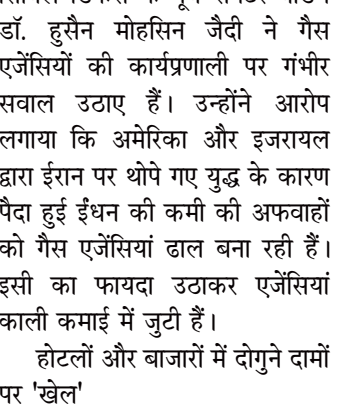 डॉ. हुसैन मोहसिन जैदी ने गैस
एजेंसियों की कार्यप्रणाली पर गंभीर
सवाल उठाए हैं। उन्होंने आरोप
लगाया कि अमेरिका और इजरायल
द्वारा ईरान पर थोपे गए युद्ध के कारण
पैदा हुई ईंधन की कमी की अफवाहों
को गैस एजेंसियां ढाल बना रही हैं।
इसी का फायदा उठाकर एजेंसियां
काली कमाई में जुटी हैं।
होटलों और बाजारों में दोगुने दामों
पर 'खेल'